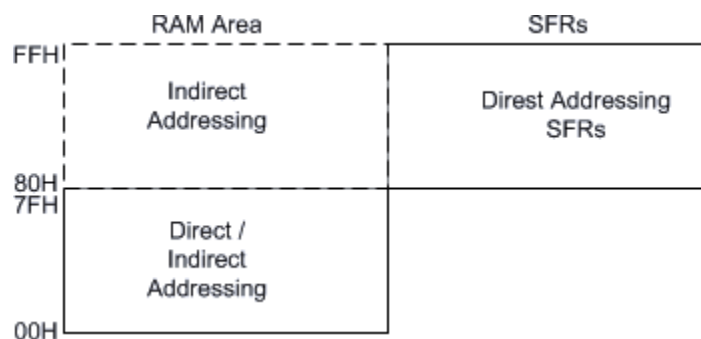 RAM Area
SFRs
FFH
Indirect
Addressing
Direst Addressing
SFRs
80H
7FH
Direct /
Indirect
Addressing
00H